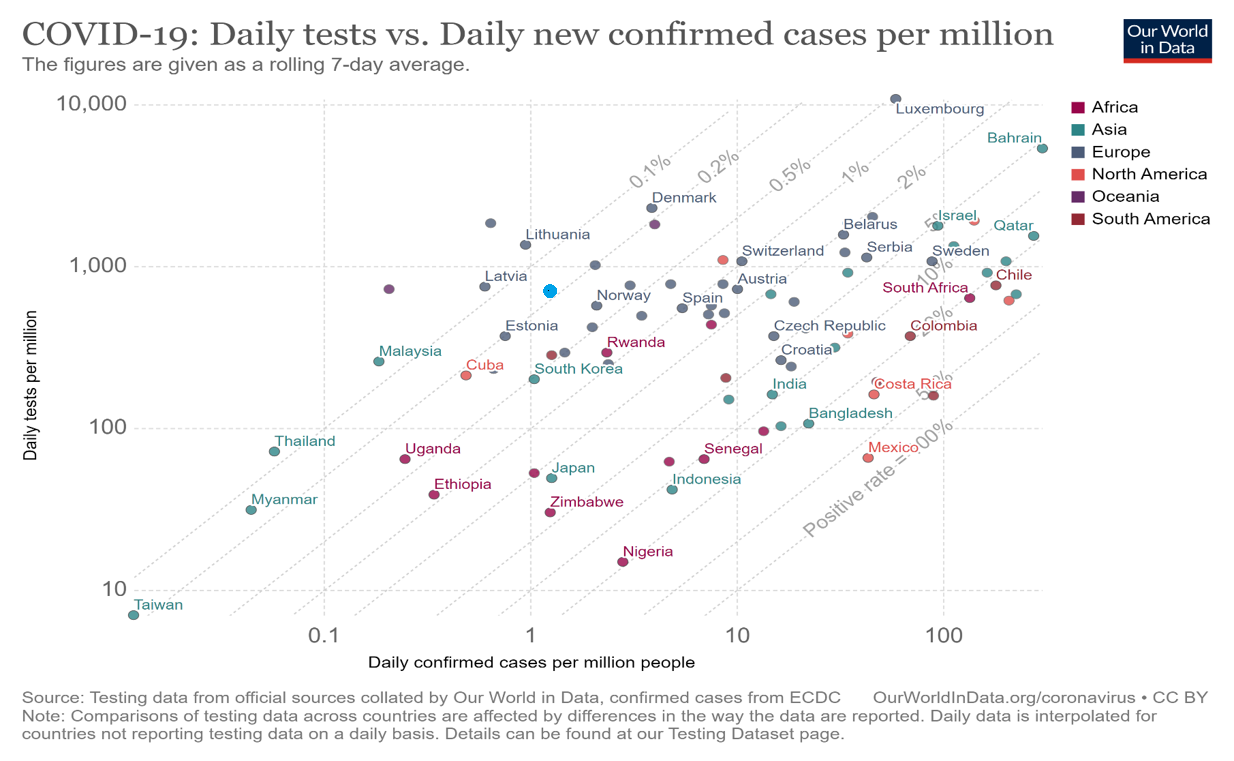 COVID-19: Daily tests vs. Daily new confirmed cases per million
The figures are given as a rolling 7-day average.
Our World
in Data
10,000
1,000
100
10
Daily tests per million
0.1
1
10
100
Daily confirmed cases per million people
0.1%
0.2%
0.5%
1%
2%
5%
10%
20%
50%
Positive rate = 100%
Luxembourg
Bahrain
Denmark
Lithuania
Belarus
Israel
Qatar
Switzerland
Serbia
Sweden
Latvia
Austria
Chile
Norway
Spain
South Africa
Estonia
Czech Republic
Colombia
Rwanda
Malaysia
Croatia
Cuba
South Korea
India
Costa Rica
Bangladesh
Thailand
Uganda
Senegal
Mexico
Japan
Ethiopia
Indonesia
Myanmar
Zimbabwe
Nigeria
Taiwan
Africa
Asia
Europe
North America
Oceania
South America
Source: Testing data from official sources collated by Our World in Data, confirmed cases from ECDC
OurWorldInData.org/coronavirus • CC BY
Note: Comparisons of testing data across countries are affected by differences in the way the data are reported. Daily data is interpolated for
countries not reporting testing data on a daily basis. Details can be found at our Testing Dataset page.